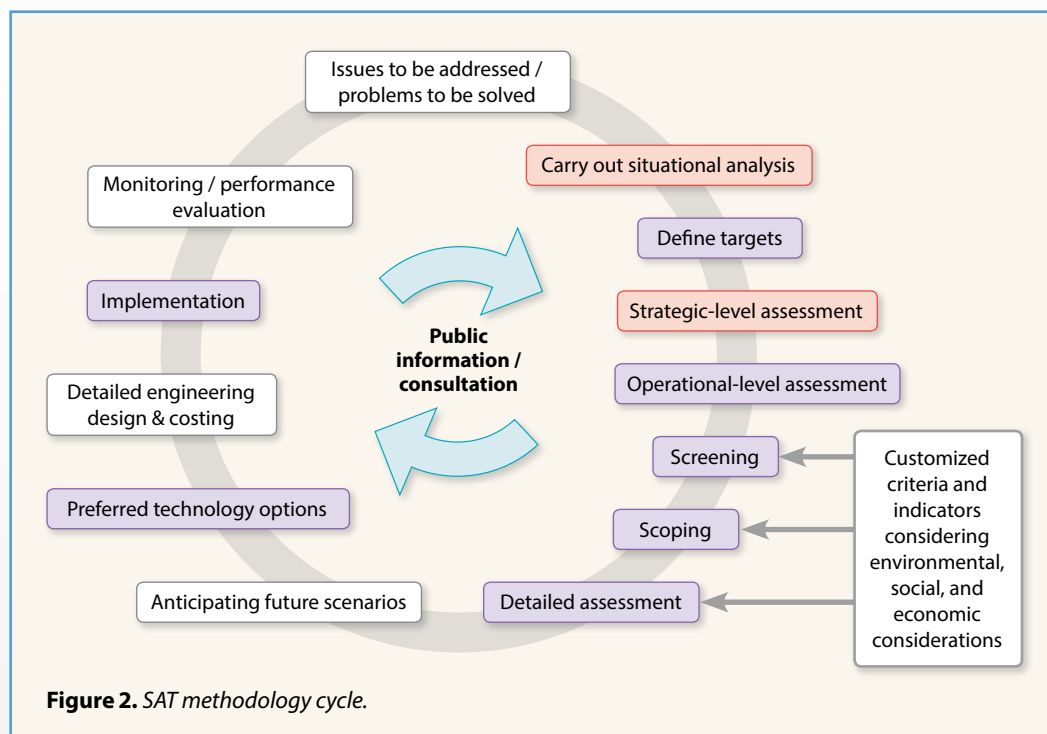 Issues to be addressed /
problems to be solved
Carry out situational analysis
Define targets
Strategic-level assessment
Operational-level assessment
Screening
Scoping
Detailed assessment
Customized
criteria and
indicators
considering
environmental,
social, and
economic
considerations
Anticipating future scenarios
Preferred technology options
Detailed engineering
design & costing
Implementation
Monitoring / performance
evaluation
Public
information /
consultation
Figure 2. SAT methodology cycle.